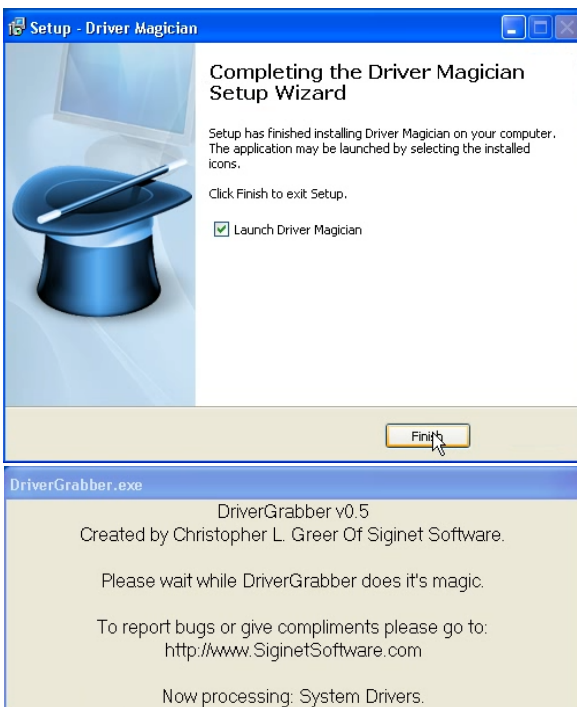 Setup - Driver Magician
Completing the Driver Magician
Setup Wizard
Setup has finished installing Driver Magician on your computer.
The application may be launched by selecting the installed
icons.
Click Finish to exit Setup.
Launch Driver Magician
Finish
DriverGrabber.exe
DriverGrabber v0.5
Created by Christopher L. Greer Of Siginet Software.
Please wait while DriverGrabber does it's magic.
To report bugs or give compliments please go to:
http://www.SiginetSoftware.com
Now processing: System Drivers.